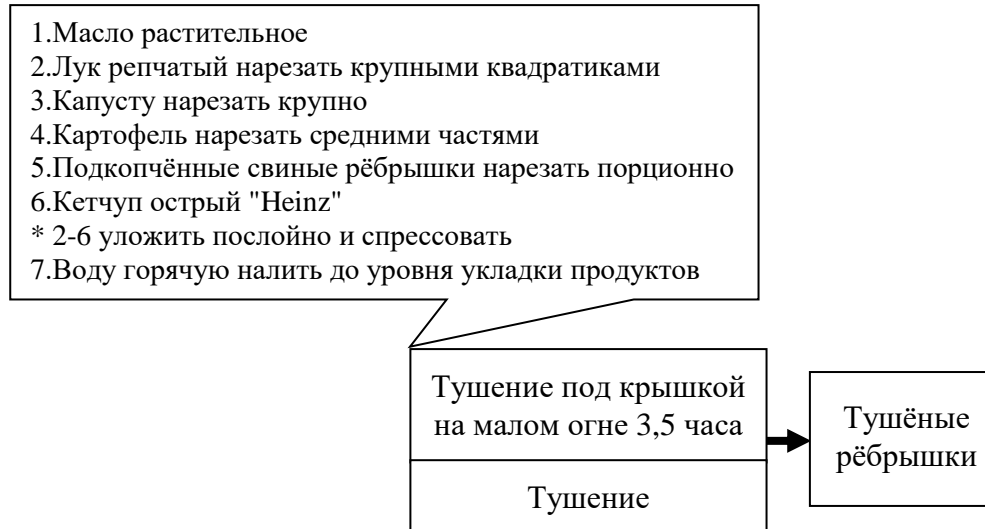 1.Масло растительное
2.Лук репчатый нарезать крупными квадратиками
3.Капусту нарезать крупно
4.Картофель нарезать средними частями
5.Подкопчённые свиные рёбрышки нарезать порционно
6.Кетчуп острый "Heinz"
* 2-6 уложить послойно и спрессовать
7.Воду горячую налить до уровня укладки продуктов
Тушение под крышкой
на малом огне 3,5 часа
Тушение
Тушёные
рёбрышки